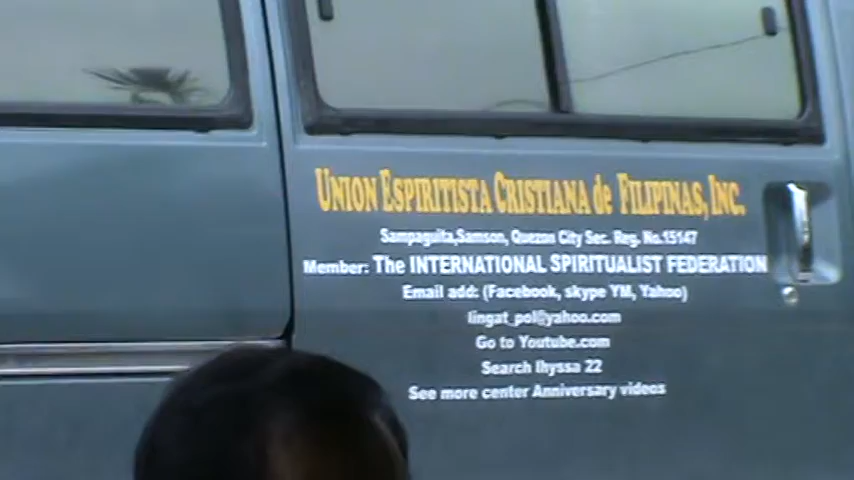 UNION ESPIRITISTA CRISTIANA de FILIPINAS, INC.
Sampaguita,Samson, Quezon City Sec. Reg. No.15147
Member: The INTERNATIONAL SPIRITUALIST FEDERATION
Email add: (Facebook, skype YM, Yahoo)
lingat_pol@yahoo.com
Go to Youtube.com
Search lhyssa 22
See more center Anniversary videos